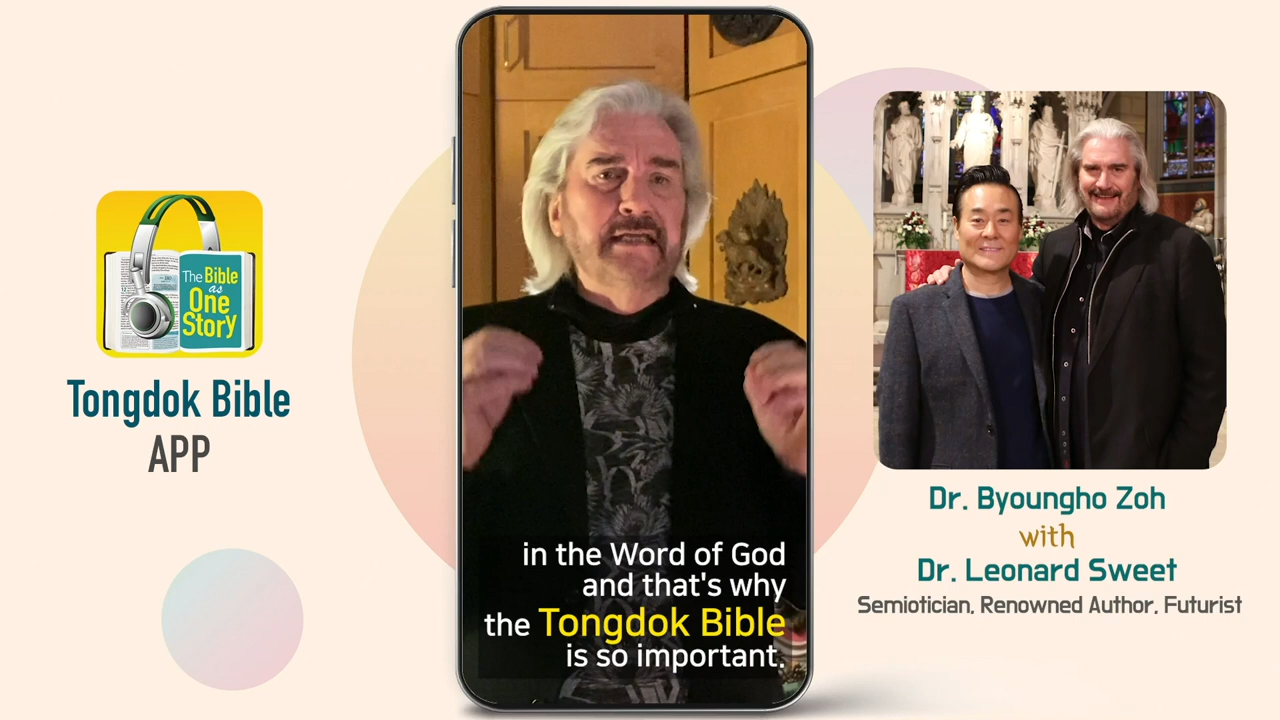 The Bible
as
One
Story
Tongdok Bible
APP
in the Word of God
and that's why
the Tongdok Bible
is so important.
Dr. Byoungho Zoh
with
Dr. Leonard Sweet
Semiotician, Renowned Author, Futurist